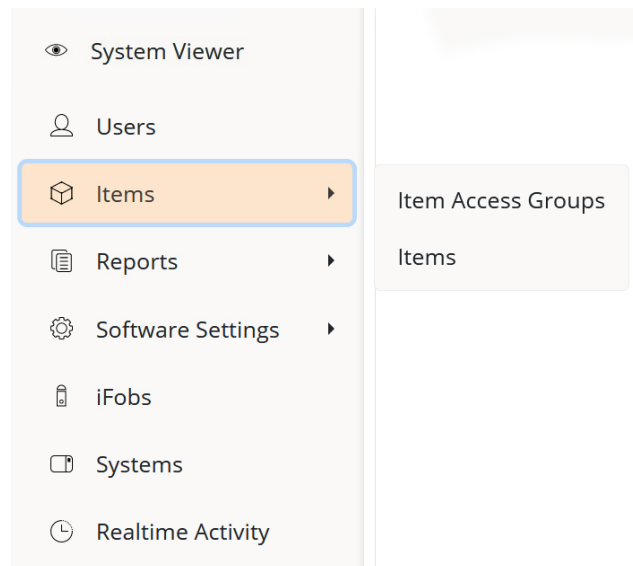 System Viewer
Users
Items
Item Access Groups
Items
Reports
Software Settings
iFobs
Systems
Realtime Activity